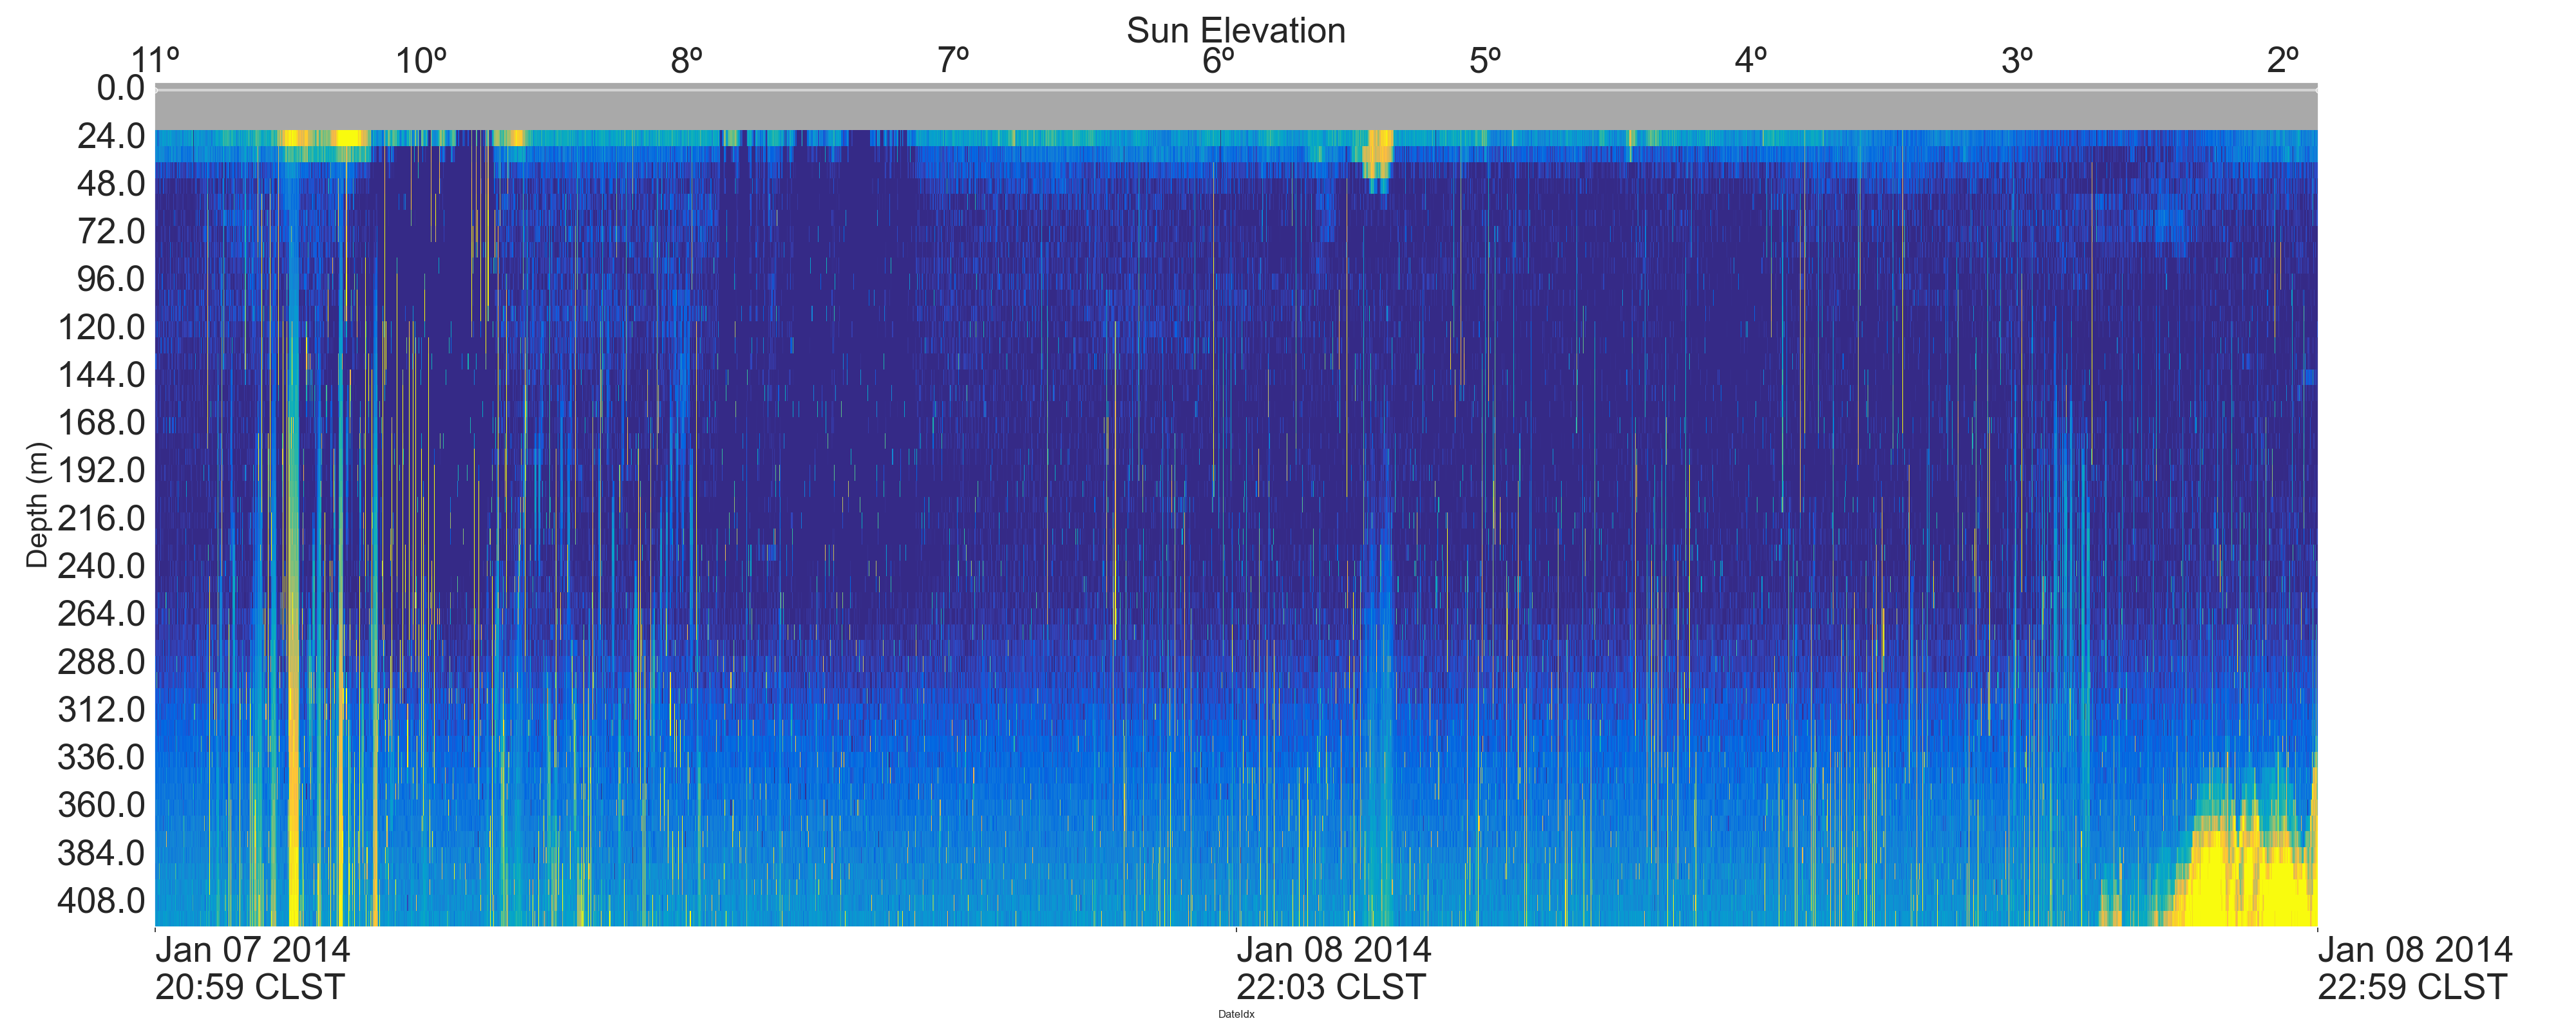 Sun Elevation
11º 10º 8º 7º 6º 5º 4º 3º 2º
0.0
24.0
48.0
72.0
96.0
120.0
144.0
168.0
192.0
216.0
240.0
264.0
288.0
312.0
336.0
360.0
384.0
408.0
Depth (m)
Jan 07 2014
20:59 CLST
Jan 08 2014
22:03 CLST
Jan 08 2014
22:59 CLST
DateIdx